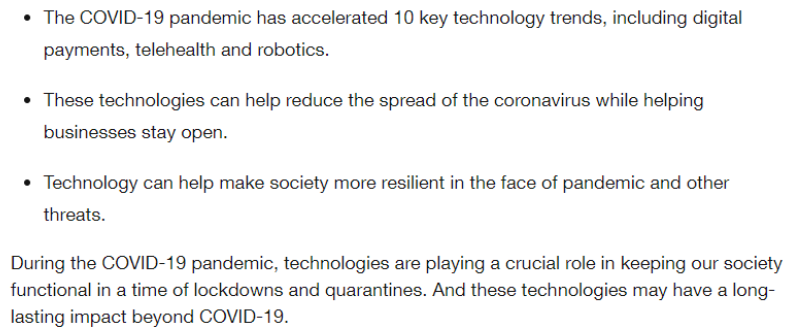 • The COVID-19 pandemic has accelerated 10 key technology trends, including digital
payments, telehealth and robotics.
• These technologies can help reduce the spread of the coronavirus while helping
businesses stay open.
• Technology can help make society more resilient in the face of pandemic and other
threats.
During the COVID-19 pandemic, technologies are playing a crucial role in keeping our society
functional in a time of lockdowns and quarantines. And these technologies may have a long-
lasting impact beyond COVID-19.